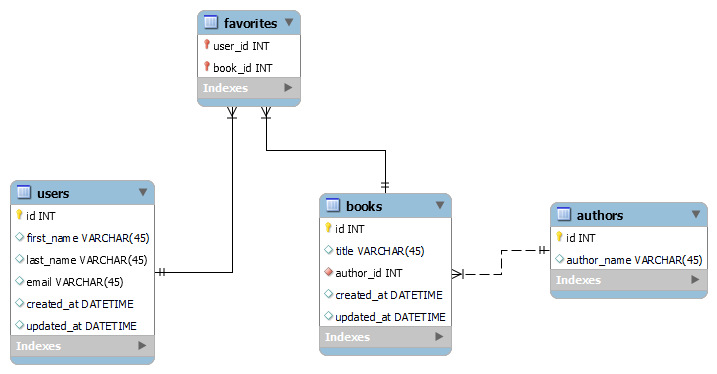 favorites
user_id INT
book_id INT
Indexes
users
id INT
first_name VARCHAR(45)
last_name VARCHAR(45)
email VARCHAR(45)
created_at DATETIME
updated_at DATETIME
Indexes
books
id INT
title VARCHAR(45)
author_id INT
created_at DATETIME
updated_at DATETIME
Indexes
authors
id INT
author_name VARCHAR(45)
Indexes